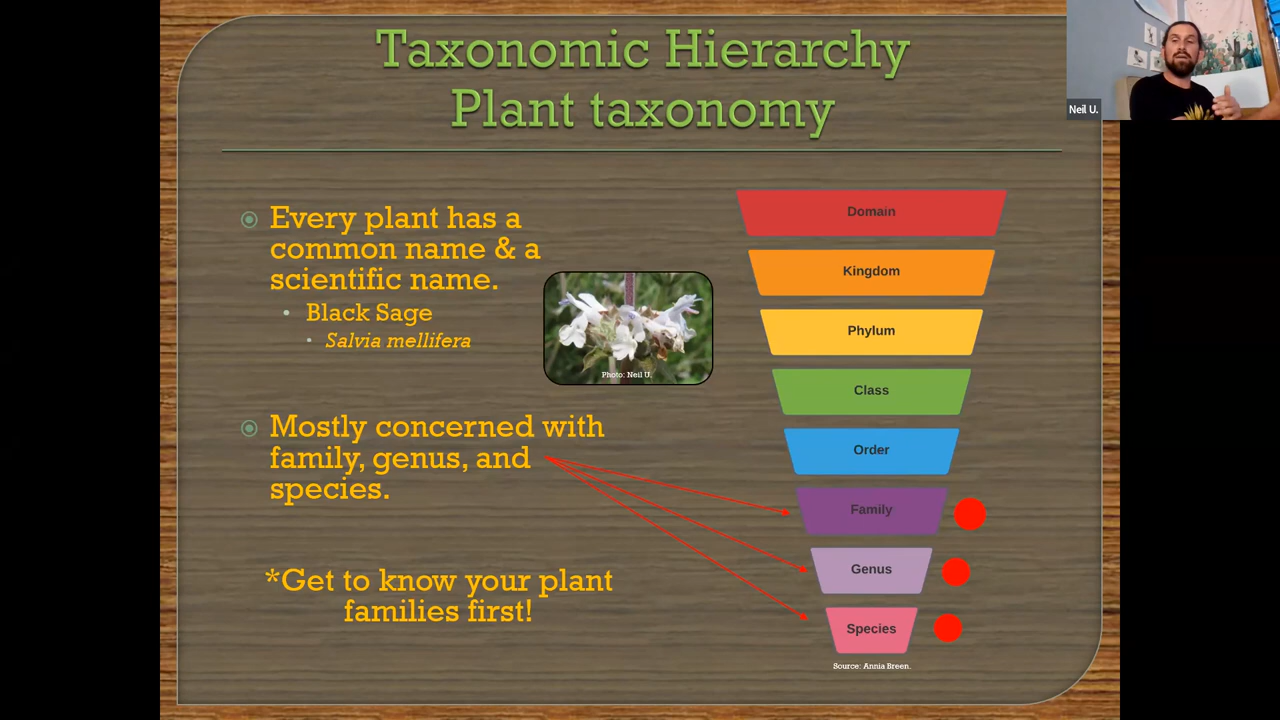 Taxonomic Hierarchy
Plant taxonomy
Neil U.
Every plant has a
common name & a
scientific name.
Black Sage
Salvia mellifera
Photo: Neil U.
Mostly concerned with
family, genus, and
species.
*Get to know your plant
families first!
Domain
Kingdom
Phylum
Class
Order
Family
Genus
Species
Source: Annia Breen.